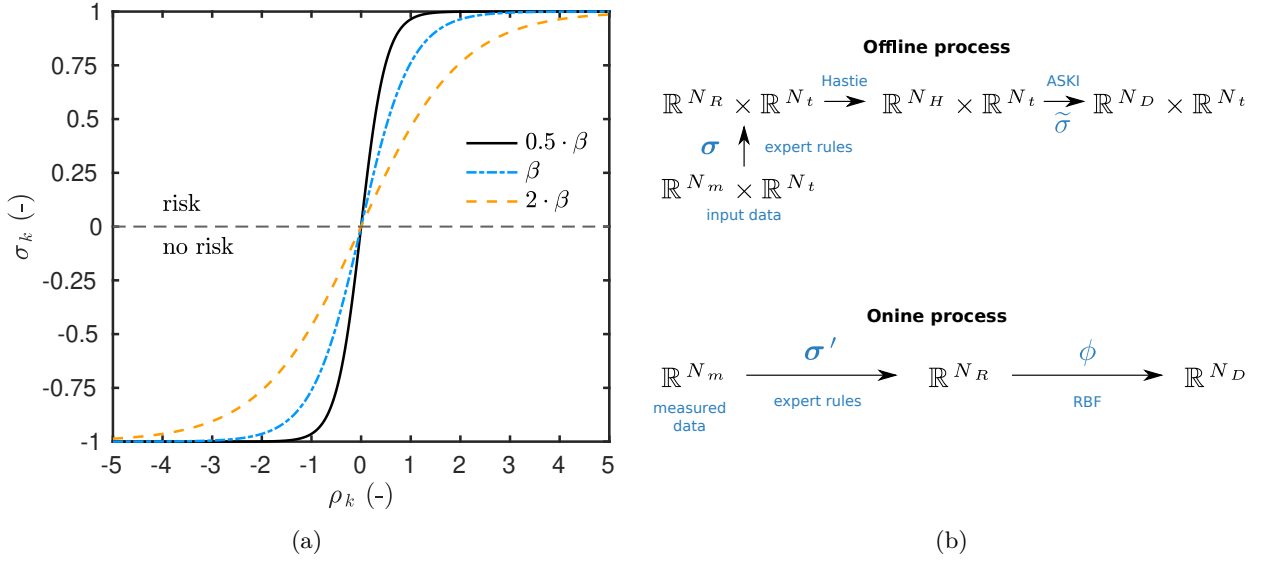 1
0.75
0.5
0.25
0
-0.25
-0.5
-0.75
-1
σ_k (-)
risk
no risk
0.5 · β
β
2 · β
-5 -4 -3 -2 -1 0 1 2 3 4 5
ρ_k (-)
(a)
Offline process
ℝ^{N_R} × ℝ^{N_t} Hastie ℝ^{N_H} × ℝ^{N_t} ASKI σ̃ ℝ^{N_D} × ℝ^{N_t}
σ expert rules
ℝ^{N_m} × ℝ^{N_t}
input data
Onine process
σ′ ϕ
ℝ^{N_m} ℝ^{N_R} ℝ^{N_D}
measured data expert rules RBF
(b)